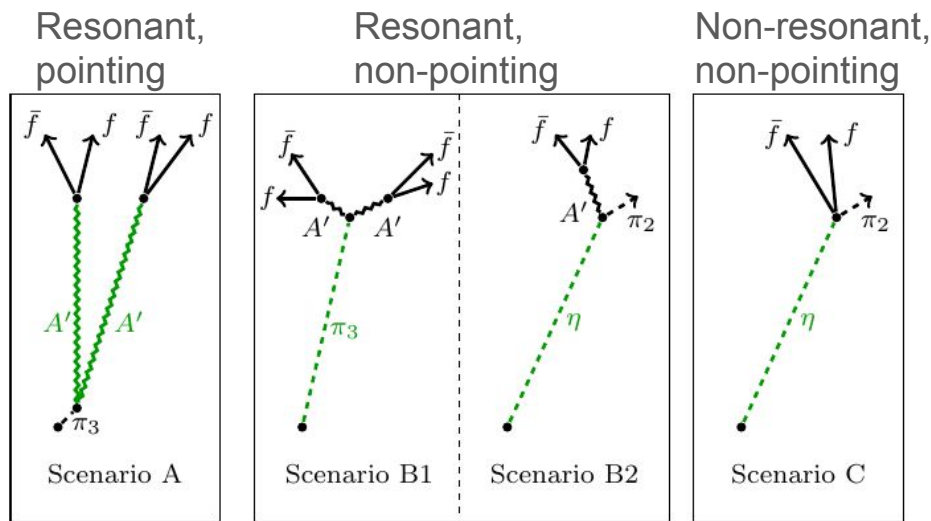 Resonant,
pointing
f̄ f f̄ f
A′ A′
π₃
Scenario A
Resonant,
non-pointing
f̄ f̄
f f
A′ A′
π₃
Scenario B1
f̄ f
A′ π₂
η
Scenario B2
Non-resonant,
non-pointing
f̄ f
π₂
η
Scenario C